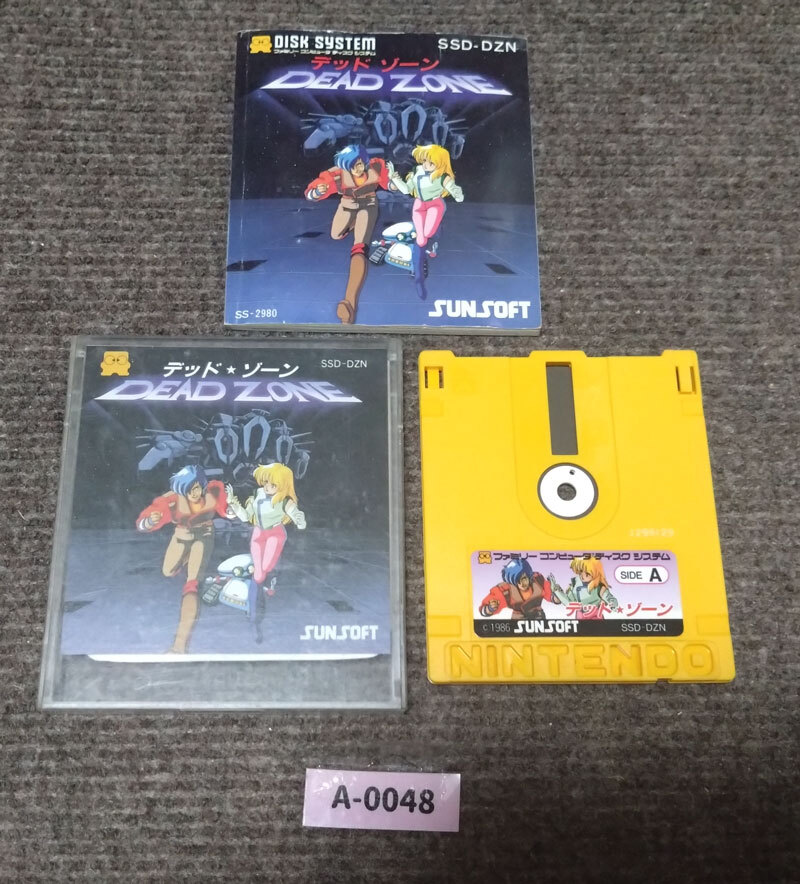 DISK SYSTEM
ファミリー コンピュータ ディスク システム
SSD-DZN
デッド ゾーン
DEAD ZONE
SS-2980
SUNSOFT
デッド★ゾーン
SSD-DZN
DEAD ZONE
SUNSOFT
ファミリー コンピュータ ディスク システム
SIDE A
デッド★ゾーン
c 1986 SUNSOFT SSD-DZN
NINTENDO
A-0048